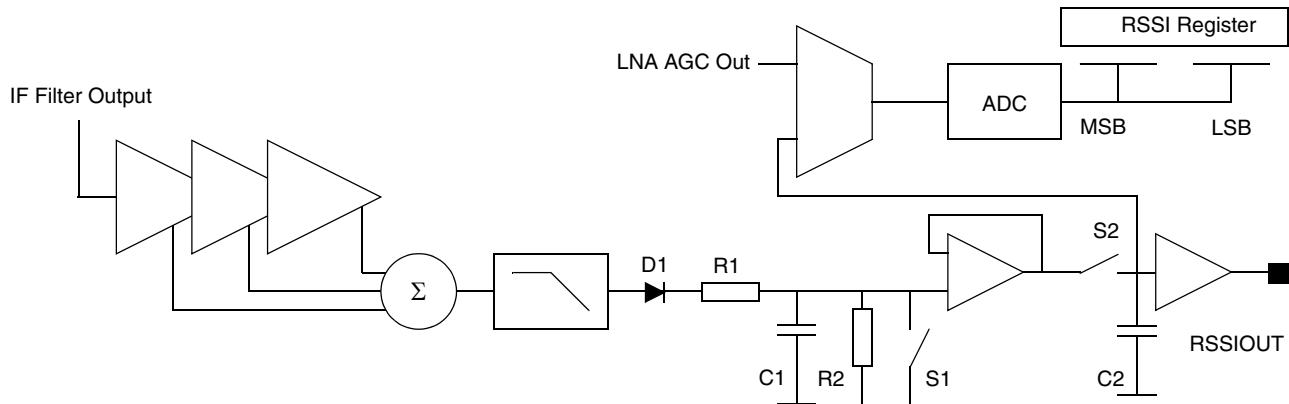 RSSI Register
LNA AGC Out
IF Filter Output
ADC
MSB
LSB
S2
D1
R1
Σ
RSSIOUT
C1
R2
S1
C2